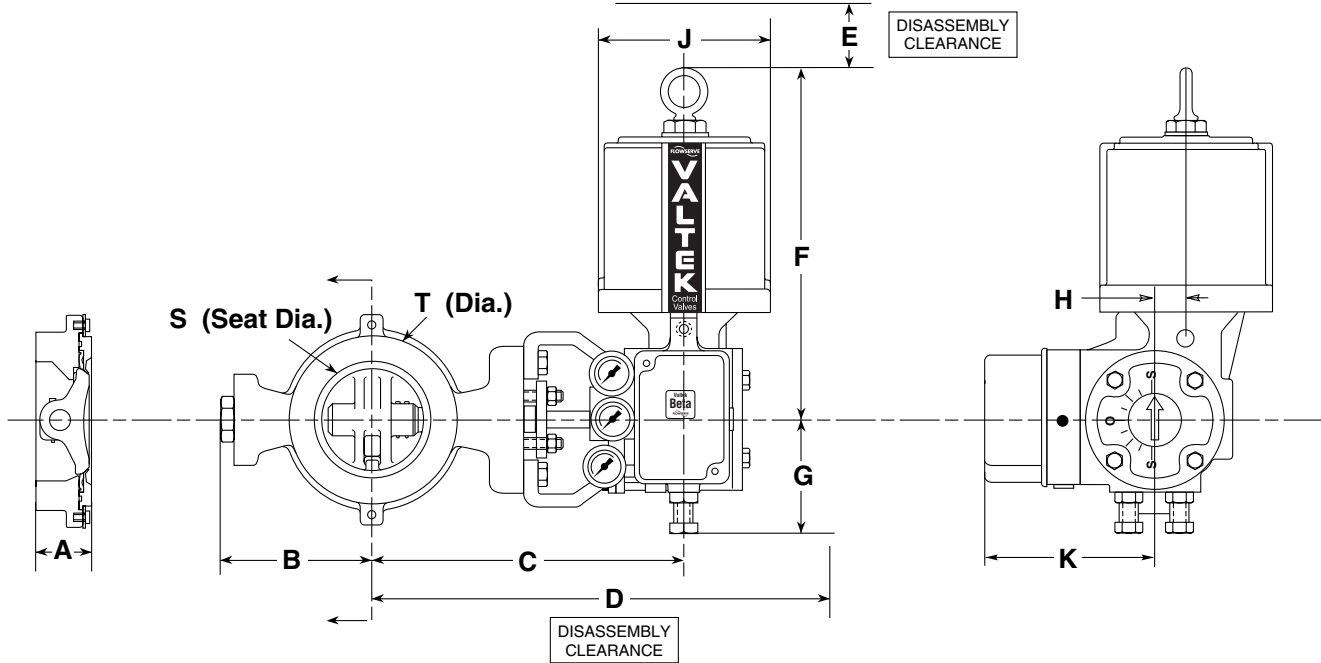 DISASSEMBLY
CLEARANCE
E
J
FLOWSERVE
VALTEK
Control
Valves
F
H
S (Seat Dia.)
T (Dia.)
Valtek
Beta
S
O
S
G
A
B
C
K
D
DISASSEMBLY
CLEARANCE